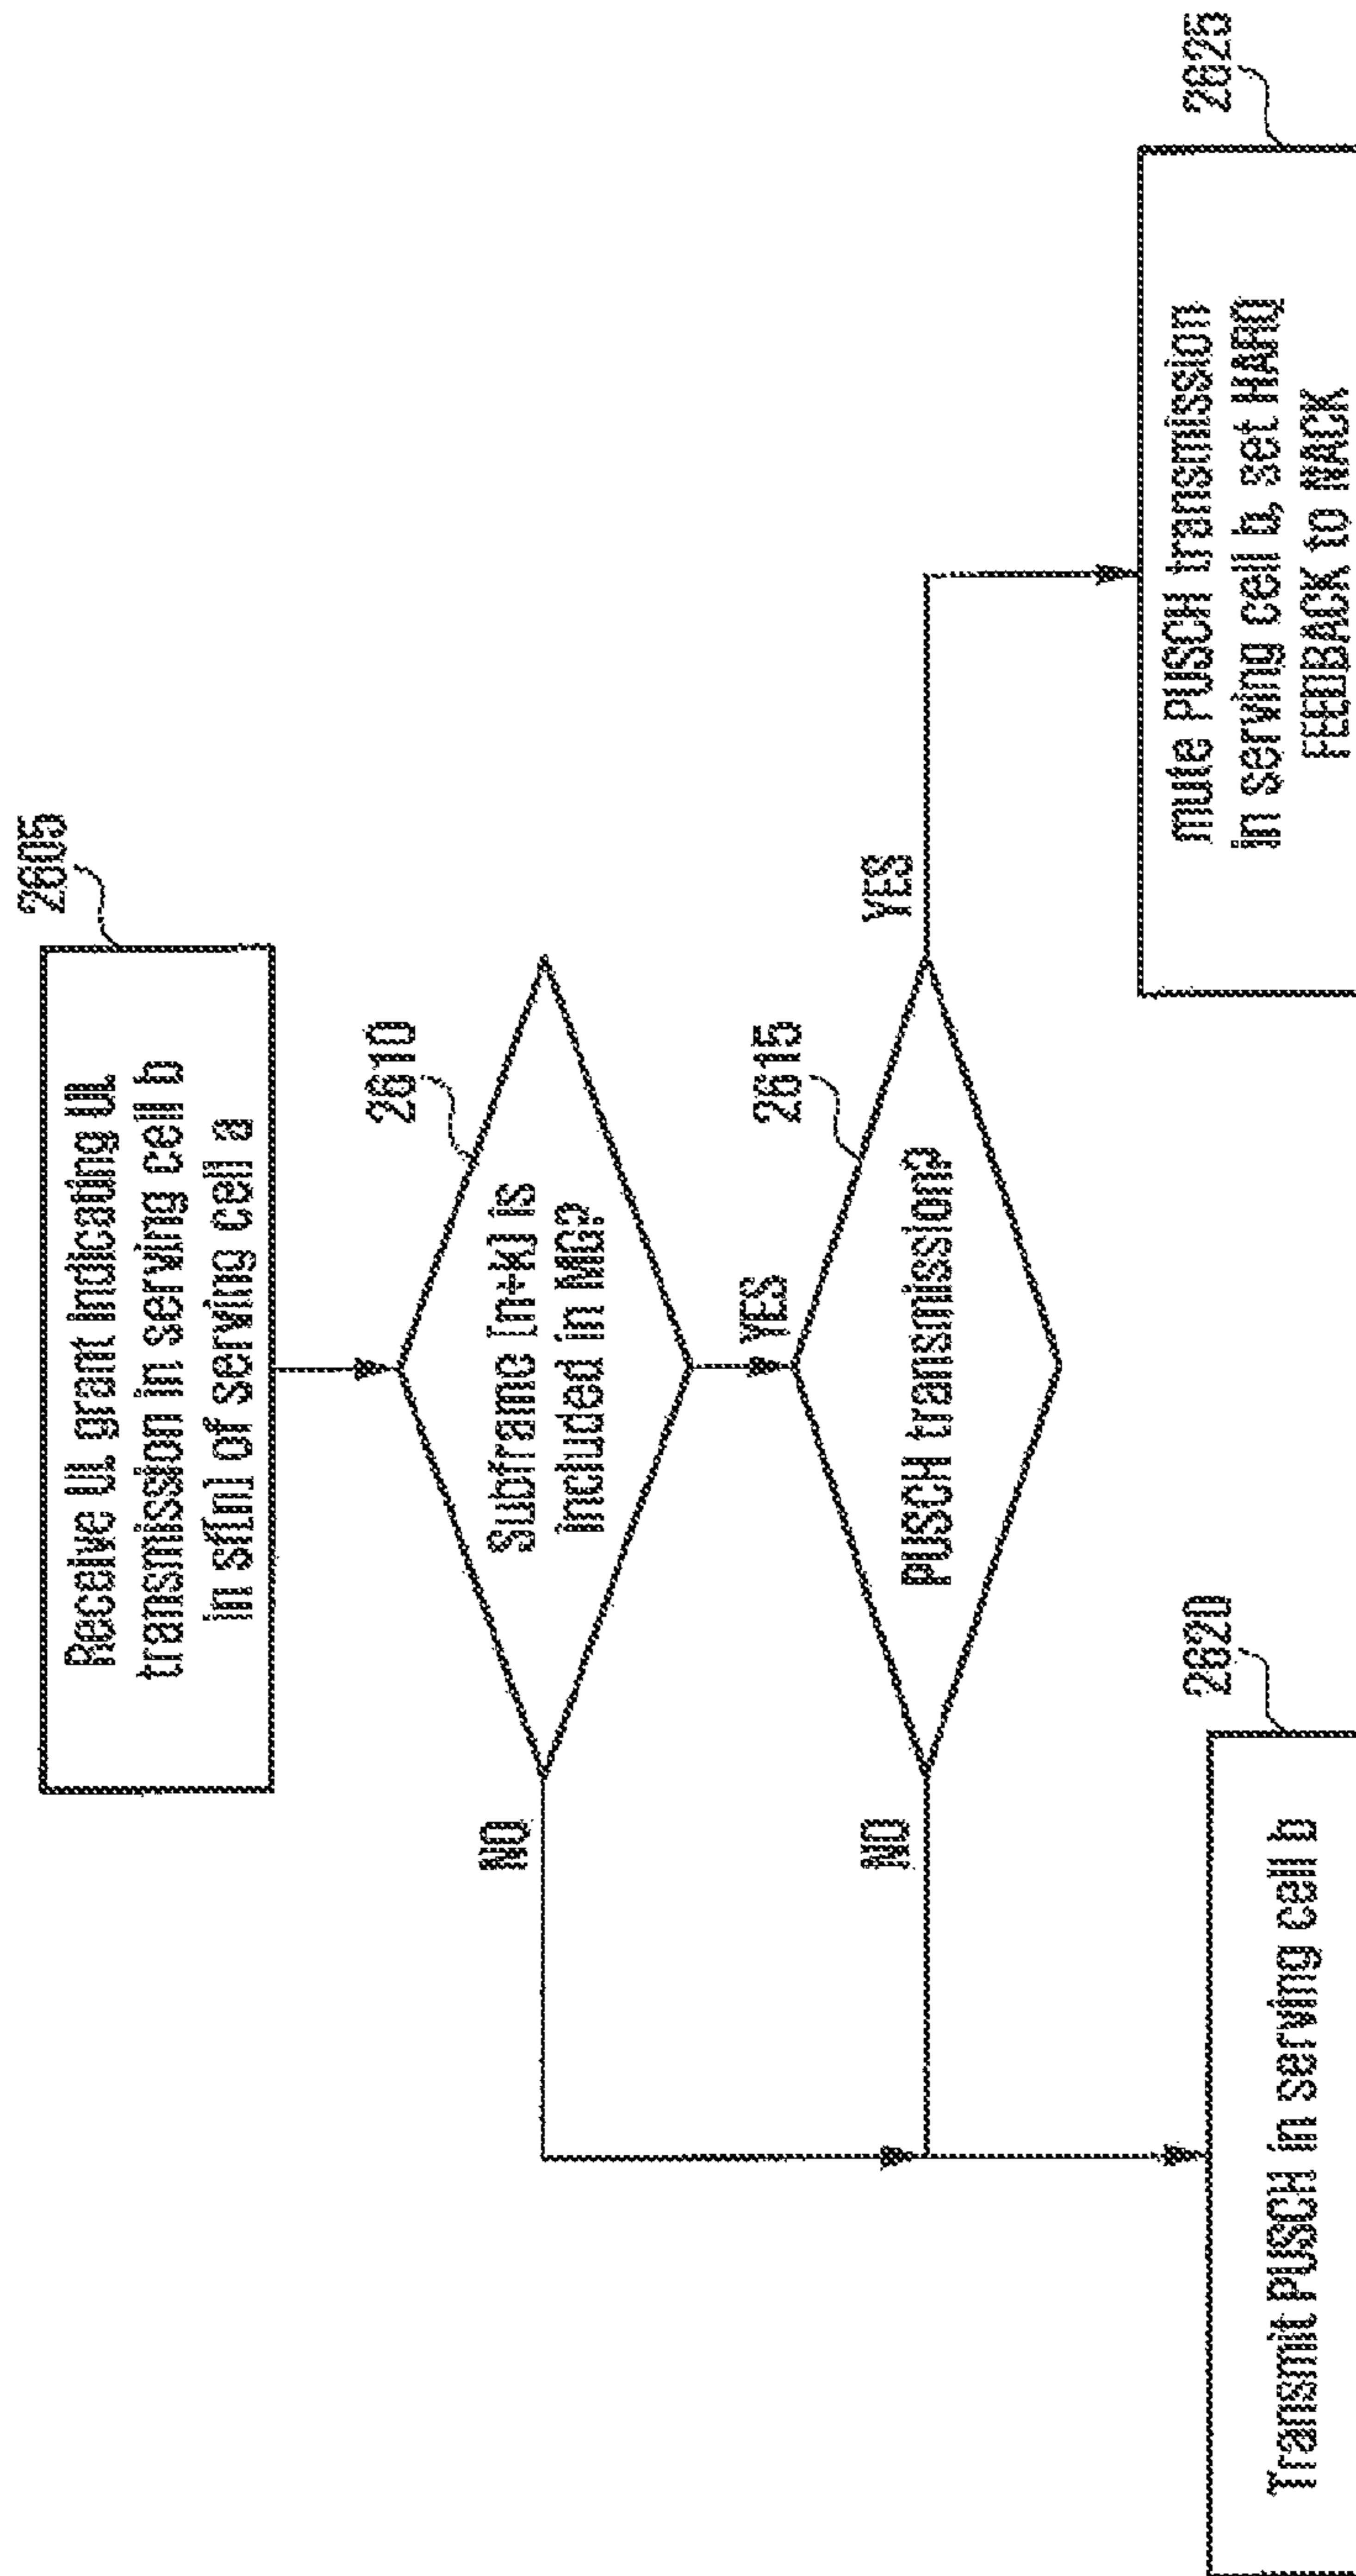 2605
Receive UL grant indicating UL
transmission in serving cell b
in sf[n] of serving cell a
2610
Subframe [n+k] is
included in MG?
NO
YES
2615
PUSCH transmission?
NO
YES
2620
Transmit PUSCH in serving cell b
2625
mute PUSCH transmission
in serving cell b, set HARQ
FEEDBACK to NACK